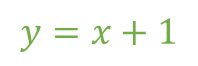 y = x + 1